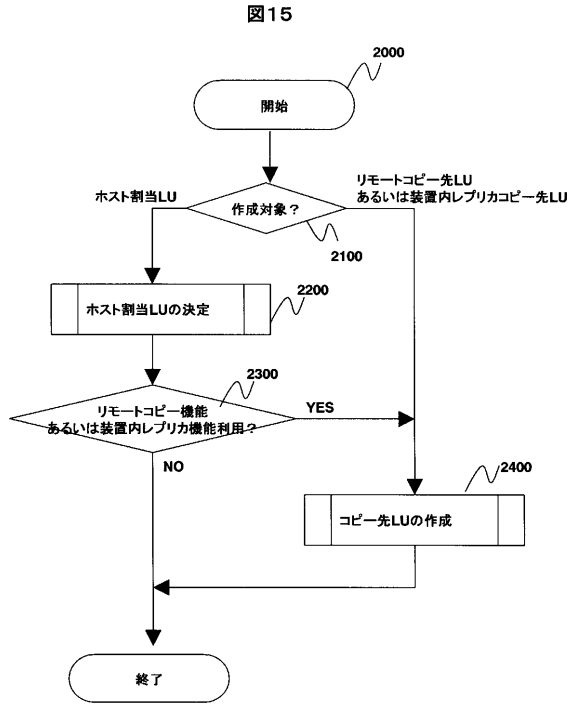 図15
2000
開始
ホスト割当LU
リモートコピー先LU
あるいは装置内レプリカコピー先LU
作成対象？
2100
2200
ホスト割当LUの決定
2300
リモートコピー機能
あるいは装置内レプリカ機能利用？
YES
NO
2400
コピー先LUの作成
終了